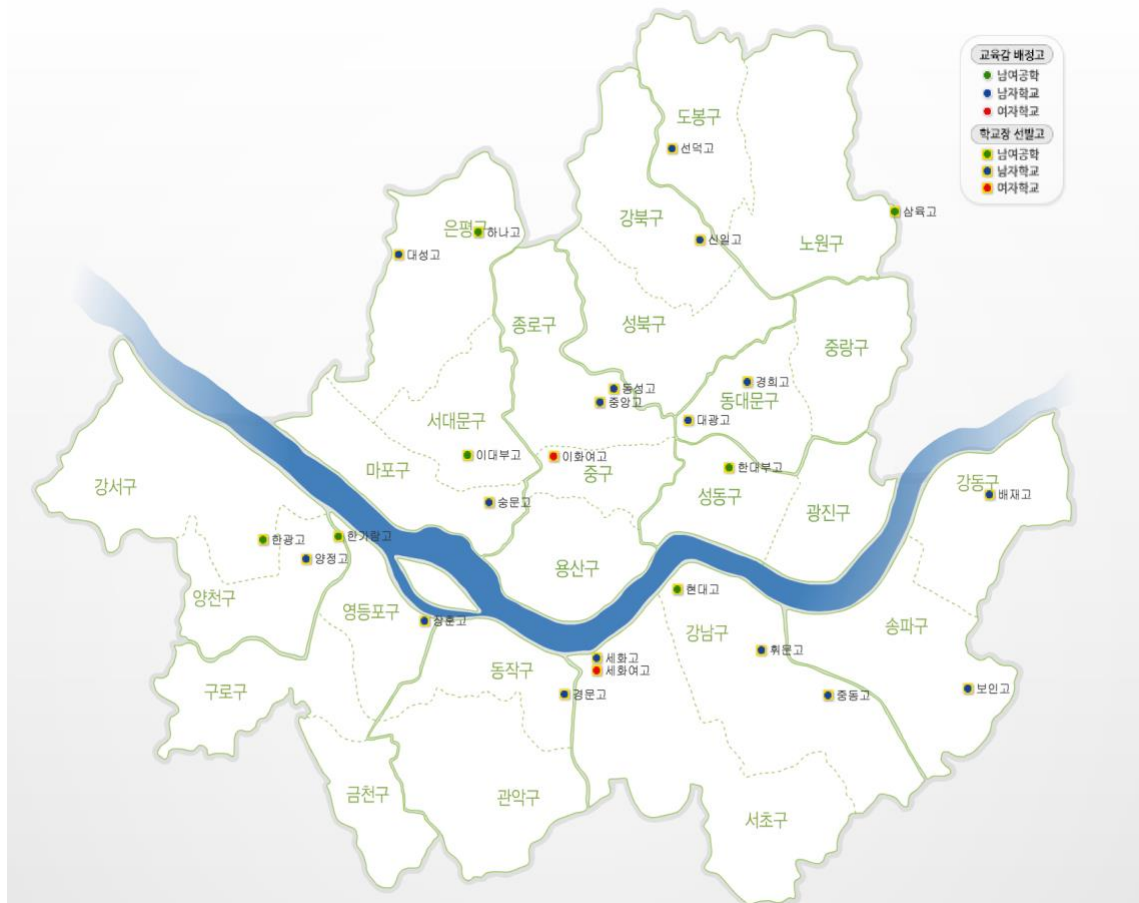 교육감 배정고
남여공학
남자학교
여자학교
학교장 선발고
남여공학
남자학교
여자학교
도봉구
선덕고
삼육고
강북구
은평구
하나고
신일고
노원구
대성고
종로구
성북구
중랑구
동성고
경희고
중앙고
동대문구
서대문구
대광고
이대부고
이화여고
마포구
중구
한대부고
강서구
성동구
강동구
배재고
숭문고
광진구
한광고
한가람고
양정고
용산구
현대고
양천구
영등포구
장훈고
강남구
송파구
휘문고
세화고
동작구
세화여고
구로구
경문고
중동고
보인고
금천구
관악구
서초구